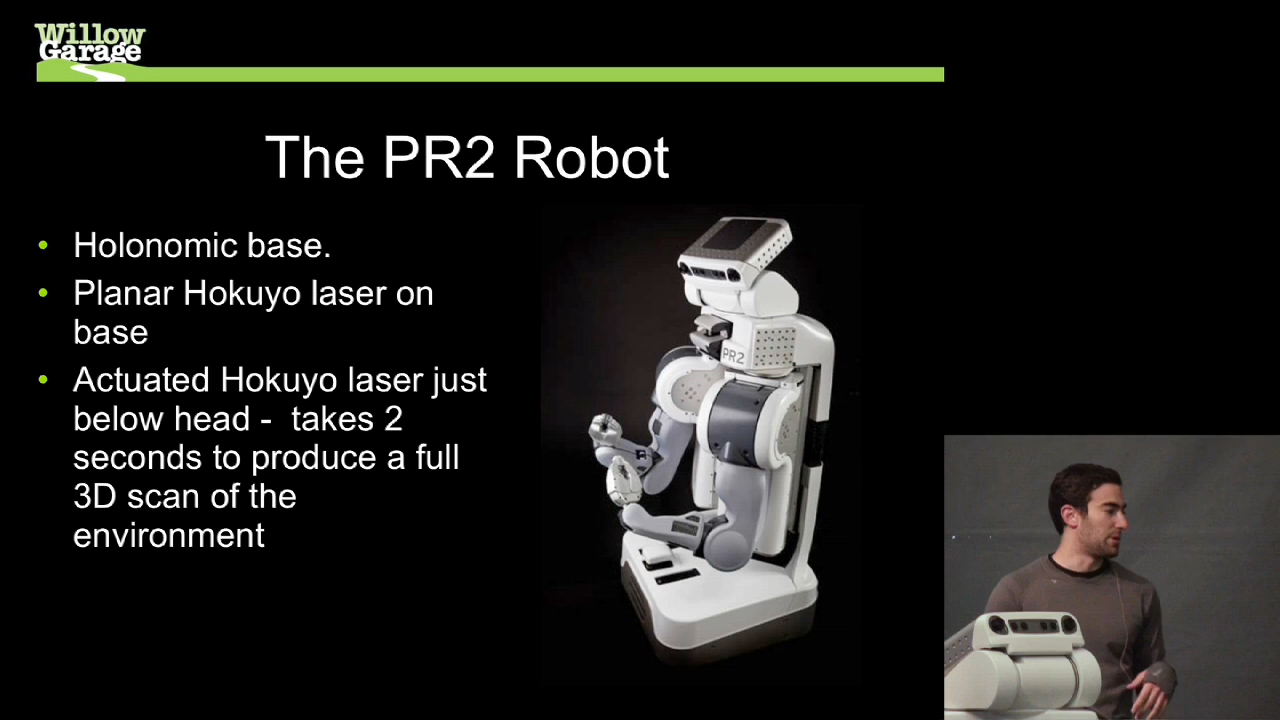 Willow
Garage
The PR2 Robot
• Holonomic base.
• Planar Hokuyo laser on
base
• Actuated Hokuyo laser just
below head -  takes 2
seconds to produce a full
3D scan of the
environment
PR2